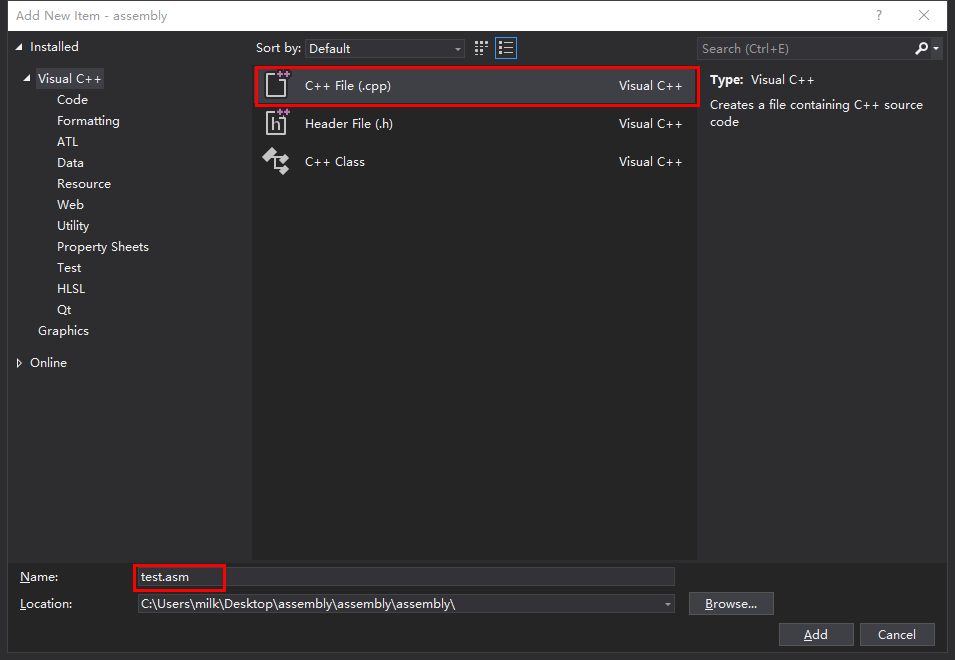 Add New Item - assembly
?
Installed
Sort by: Default
Search (Ctrl+E)
Visual C++
Code
Formatting
ATL
Data
Resource
Web
Utility
Property Sheets
Test
HLSL
Qt
Graphics
Online
C++ File (.cpp) Visual C++
Header File (.h) Visual C++
C++ Class Visual C++
Type: Visual C++
Creates a file containing C++ source
code
Name: test.asm
Location: C:\Users\milk\Desktop\assembly\assembly\assembly\
Browse...
Add Cancel